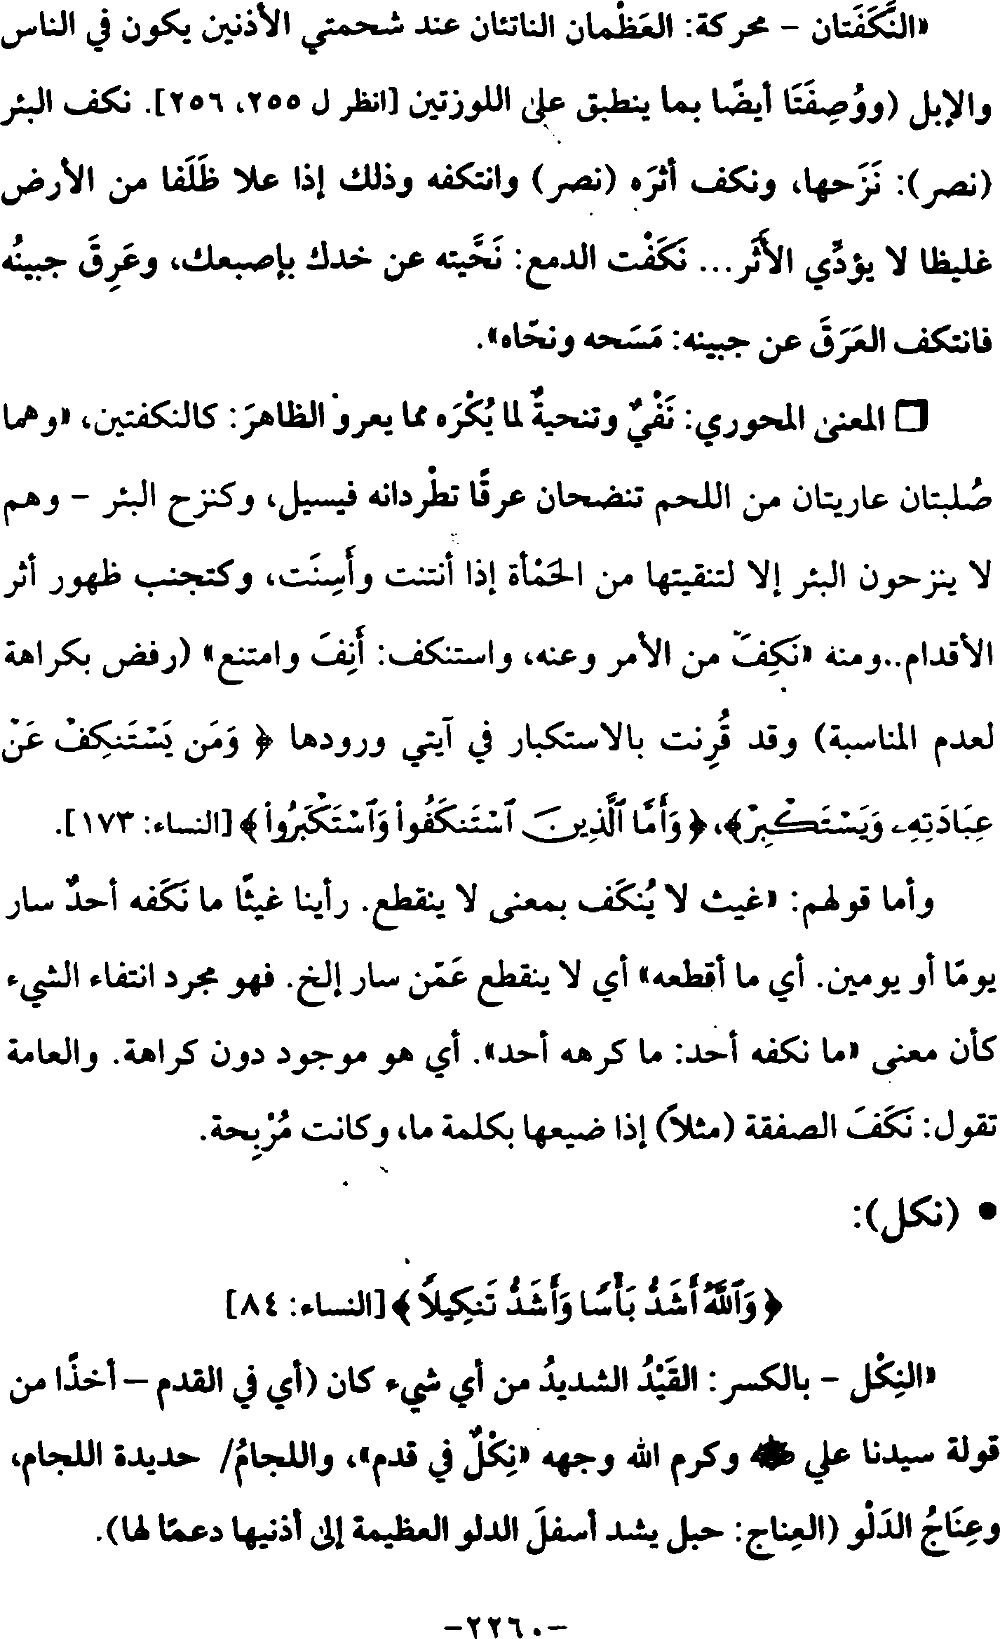 «النَّكَفَتان – محركة: العَظْمان الناتئان عند شحمتي الأذنين يكون في الناس
والإبل (ووُصِفَتَا أيضًا بما ينطبق على اللوزتين [انظر ل ٢٥٥، ٢٥٦]. نكف البئر
(نصر): نَزَحها، ونكف أثرَه (نصر) وانتكفه وذلك إذا علا ظَلَفا من الأرض
غليظا لا يؤدِّي الأَثَر... نَكَفْت الدمع: نَحَّيته عن خدك بإصبعك، وعَرِقَ جبينُه
فانتكف العَرَقَ عن جبينه: مَسَحه ونحّاه».
❏ المعنى المحوري: نَفْيٌ وتنحيةٌ لما يُكْرَه مما يعرو الظاهرَ: كالنكفتين، «وهما
صُلبتان عاريتان من اللحم تنضحان عرقًا تطْردانه فيسيل، وكنزح البئر – وهم
لا ينزحون البئر إلا لتنقيتها من الحَمْأة إذا أنتنت وأَسِنَت، وكتجنب ظهور أثر
الأقدام..ومنه «نَكِفَ من الأمر وعنه، واستنكف: أَنِفَ وامتنع» (رفض بكراهة
لعدم المناسبة) وقد قُرِنت بالاستكبار في آيتي ورودها ﴿ وَمَن يَسْتَنكِفْ عَنْ
عِبَادَتِهِۦ وَيَسْتَكْبِرْ﴾، ﴿ وَأَمَّا ٱلَّذِينَ ٱسْتَنكَفُوا۟ وَٱسْتَكْبَرُوا۟ ﴾ [النساء: ١٧٣].
وأما قولهم: «غيث لا يُنكَف بمعنى لا ينقطع. رأينا غيثًا ما نَكَفه أحدٌ سار
يومًا أو يومين. أي ما أقطعه» أي لا ينقطع عَمّن سار إلخ. فهو مجرد انتفاء الشيء
كأن معنى «ما نكفه أحد: ما كرهه أحد». أي هو موجود دون كراهة. والعامة
تقول: نَكَفَ الصفقة (مثلاً) إذا ضيعها بكلمة ما، وكانت مُرْبِحة.
• (نكل):
﴿ وَٱللَّهُ أَشَدُّ بَأْسًا وَأَشَدُّ تَنكِيلًا ﴾ [النساء: ٨٤]
«النِكْل – بالكسر: القَيْدُ الشديدُ من أي شيء كان (أي في القدم – أخذًا من
قولة سيدنا علي وكرم الله وجهه «نِكْلٌ في قدم»، واللجامُ/ حديدة اللجام،
وعِنَاجُ الدَلْو (العِناج: حبل يشد أسفلَ الدلو العظيمة إلى أذنيها دعمًا لها).
-٢٢٦٠-